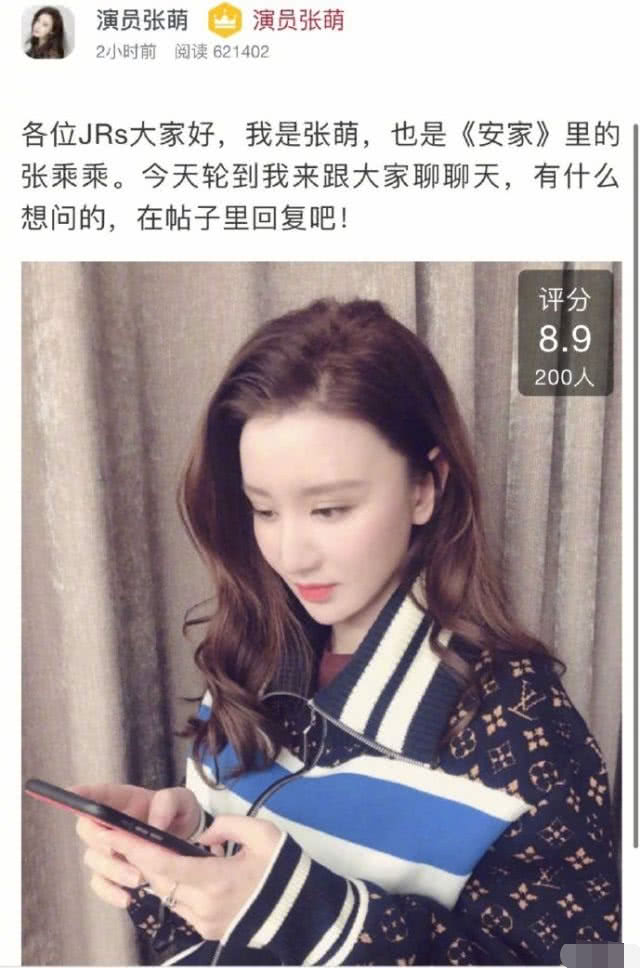 演员张萌 演员张萌
2小时前 阅读 621402
各位JRs大家好，我是张萌，也是《安家》里的
张乘乘。今天轮到我来跟大家聊聊天，有什么
想问的，在帖子里回复吧！
评分
8.9
200人